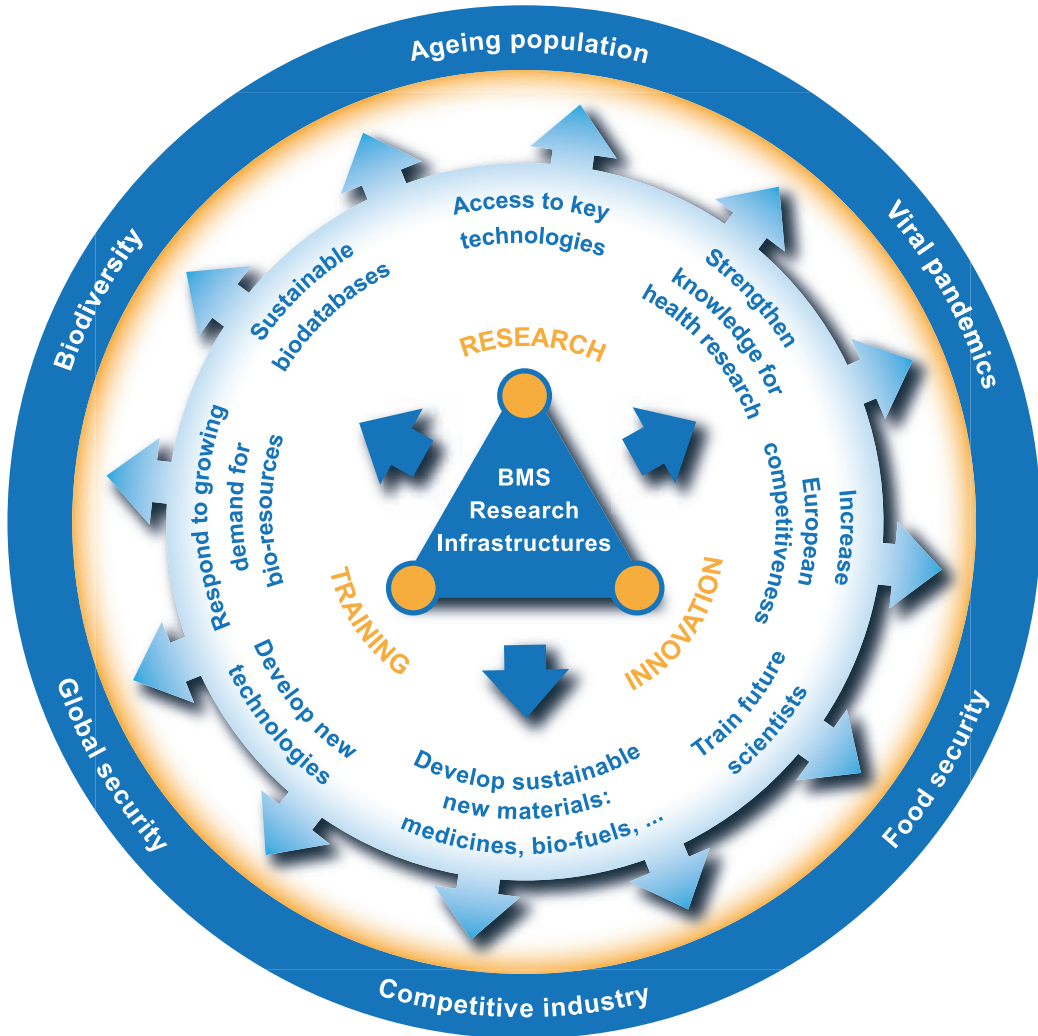 Ageing population
Viral pandemics
Food security
Competitive industry
Global security
Biodiversity
Access to key
technologies
Strengthen
knowledge for
health research
Increase
European
competitiveness
Train future
scientists
Develop sustainable
new materials:
medicines, bio-fuels, ...
Develop new
technologies
Respond to growing
demand for
bio-resources
Sustainable
biodatabases
RESEARCH
INNOVATION
TRAINING
BMS
Research
Infrastructures